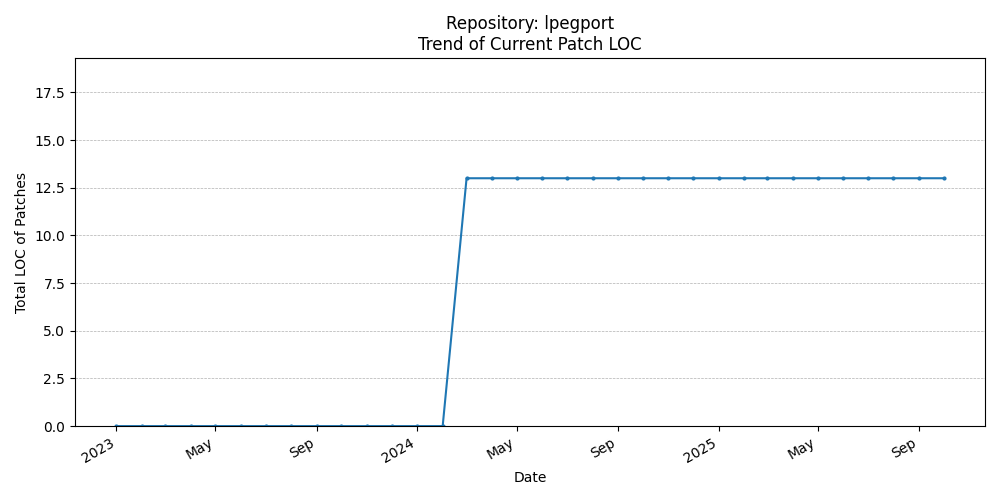 Repository: lpegport
Trend of Current Patch LOC
17.5
15.0
12.5
10.0
7.5
5.0
2.5
0.0
Total LOC of Patches
2023
May
Sep
2024
May
Sep
2025
May
Sep
Date